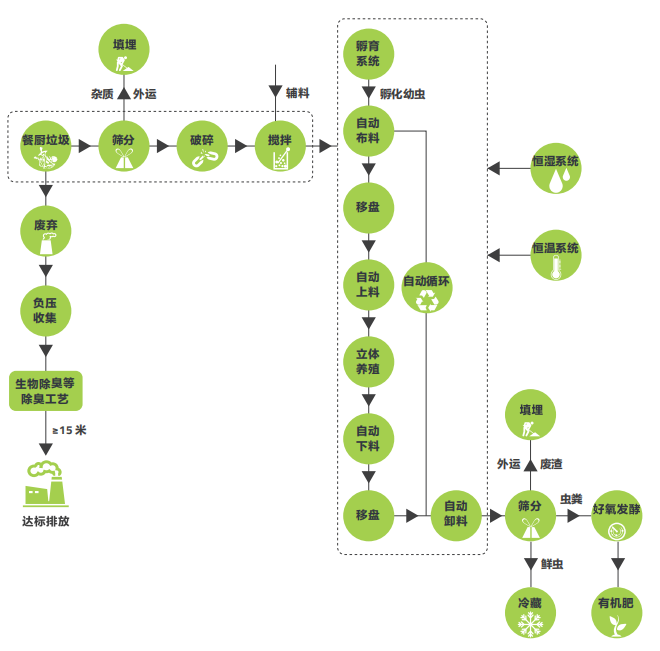 填埋
杂质
外运
辅料
餐厨垃圾
筛分
破碎
搅拌
废弃
负压
收集
生物除臭等
除臭工艺
≥15 米
达标排放
孵育
系统
孵化幼虫
自动
布料
移盘
自动
上料
自动循环
立体
养殖
自动
下料
移盘
自动
卸料
恒湿系统
恒温系统
填埋
外运
废渣
筛分
虫粪
好氧发酵
鲜虫
冷藏
有机肥